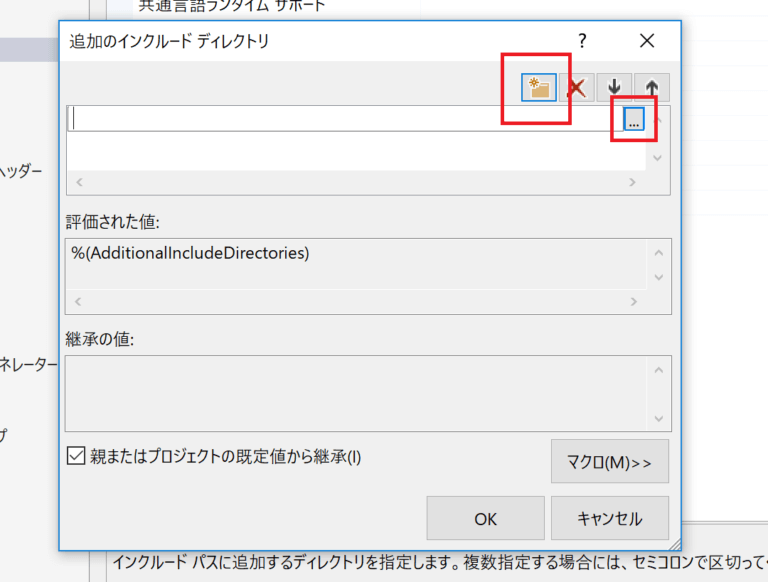 共通言語ランタイム サポート
追加のインクルード ディレクトリ
?
...
ヘッダー
評価された値:
%(AdditionalIncludeDirectories)
継承の値:
ネレーター
プ
親またはプロジェクトの既定値から継承(I)
マクロ(M)>>
OK
キャンセル
インクルード パスに追加するディレクトリを指定します。複数指定する場合には、セミコロンで区切って